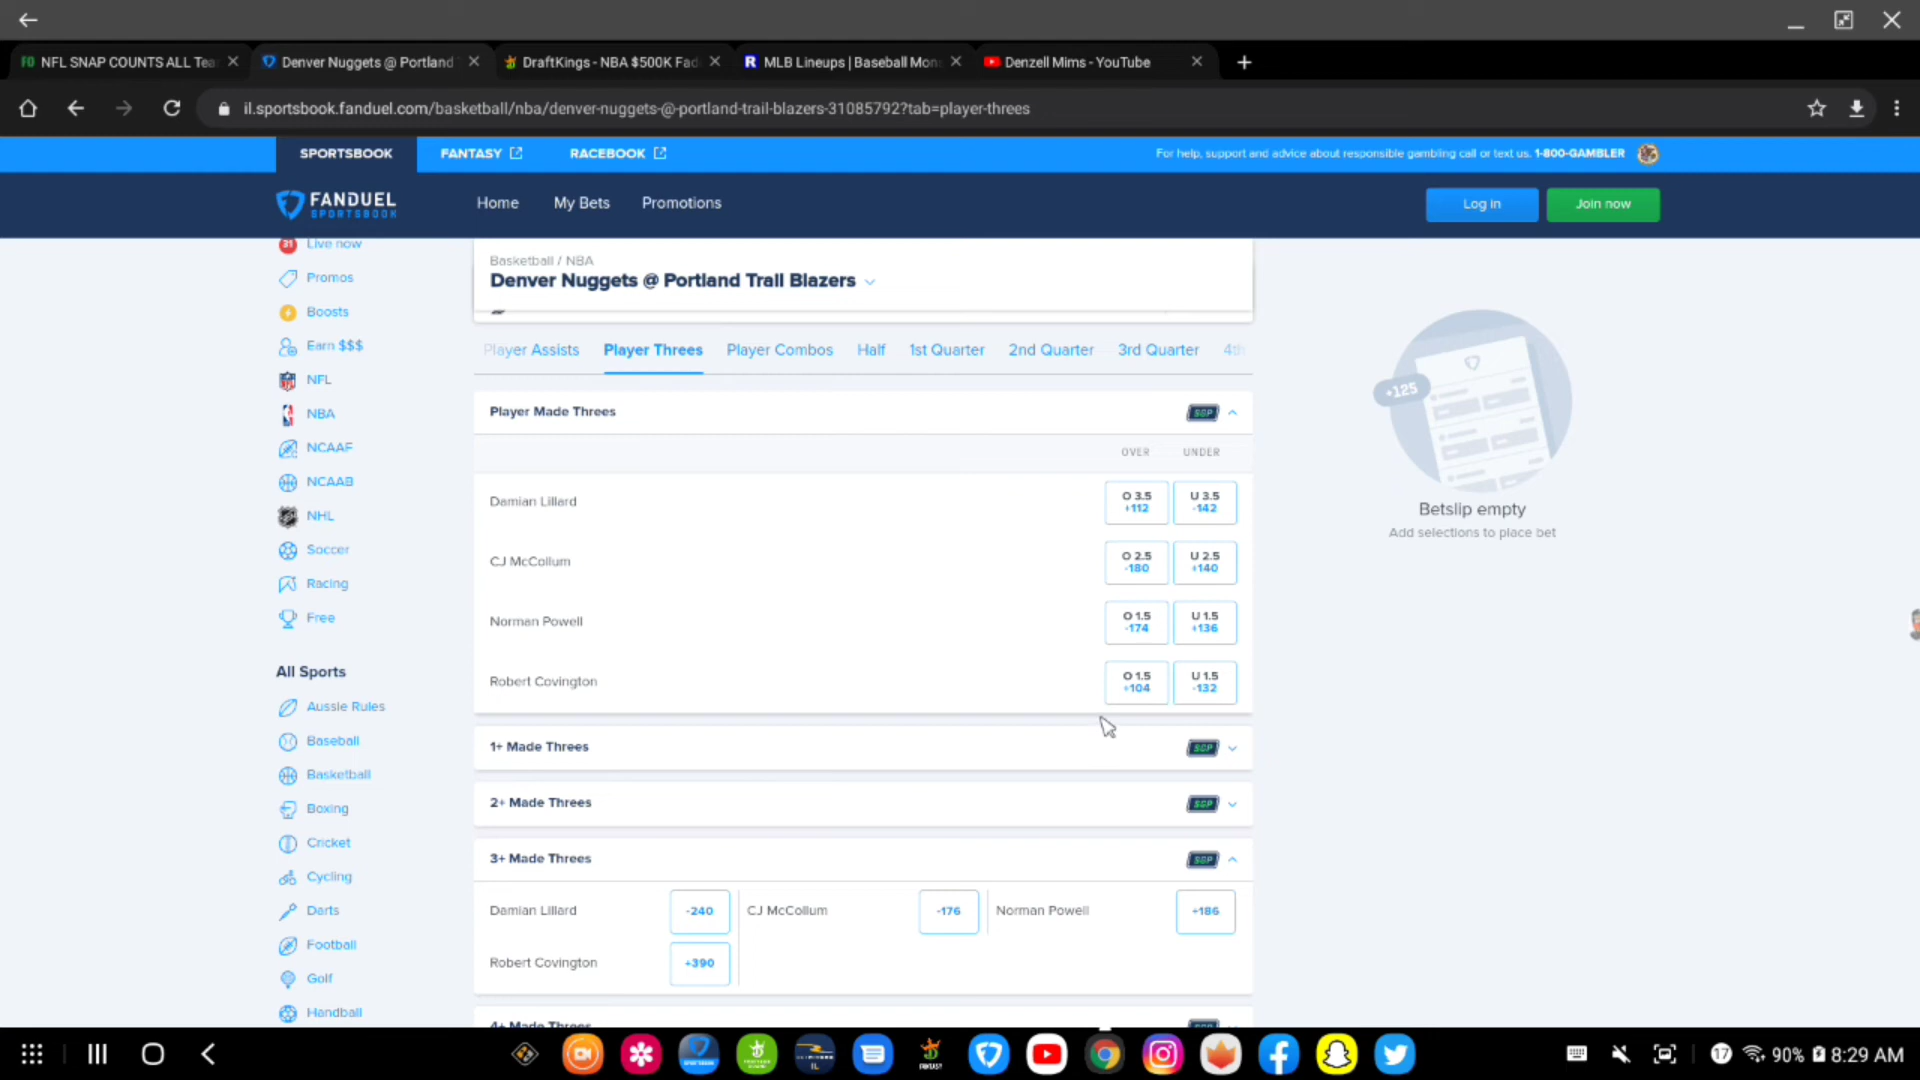 NFL SNAP COUNTS ALL Tea
Denver Nuggets @ Portland
DraftKings - NBA $500K Fad
MLB Lineups | Baseball Mon
Denzell Mims - YouTube
il.sportsbook.fanduel.com/basketball/nba/denver-nuggets-@-portland-trail-blazers-31085792?tab=player-threes
SPORTSBOOK
FANTASY
RACEBOOK
For help, support and advice about responsible gambling call or text us. 1-800-GAMBLER
FANDUEL
SPORTSBOOK
Home
My Bets
Promotions
Log in
Join now
31 Live now
Promos
Boosts
Earn $$$
NFL
NBA
NCAAF
NCAAB
NHL
Soccer
Racing
Free
All Sports
Aussie Rules
Baseball
Basketball
Boxing
Cricket
Cycling
Darts
Football
Golf
Handball
Basketball / NBA
Denver Nuggets @ Portland Trail Blazers
Player Assists
Player Threes
Player Combos
Half
1st Quarter
2nd Quarter
3rd Quarter
4th
Player Made Threes
SGP
OVER
UNDER
Damian Lillard
O 3.5
+112
U 3.5
-142
CJ McCollum
O 2.5
-180
U 2.5
+140
Norman Powell
O 1.5
-174
U 1.5
+136
Robert Covington
O 1.5
+104
U 1.5
-132
1+ Made Threes
SGP
2+ Made Threes
SGP
3+ Made Threes
SGP
Damian Lillard
-240
CJ McCollum
-176
Norman Powell
+186
Robert Covington
+390
4+ Made Threes
SGP
+125
Betslip empty
Add selections to place bet
17
90%
8:29 AM